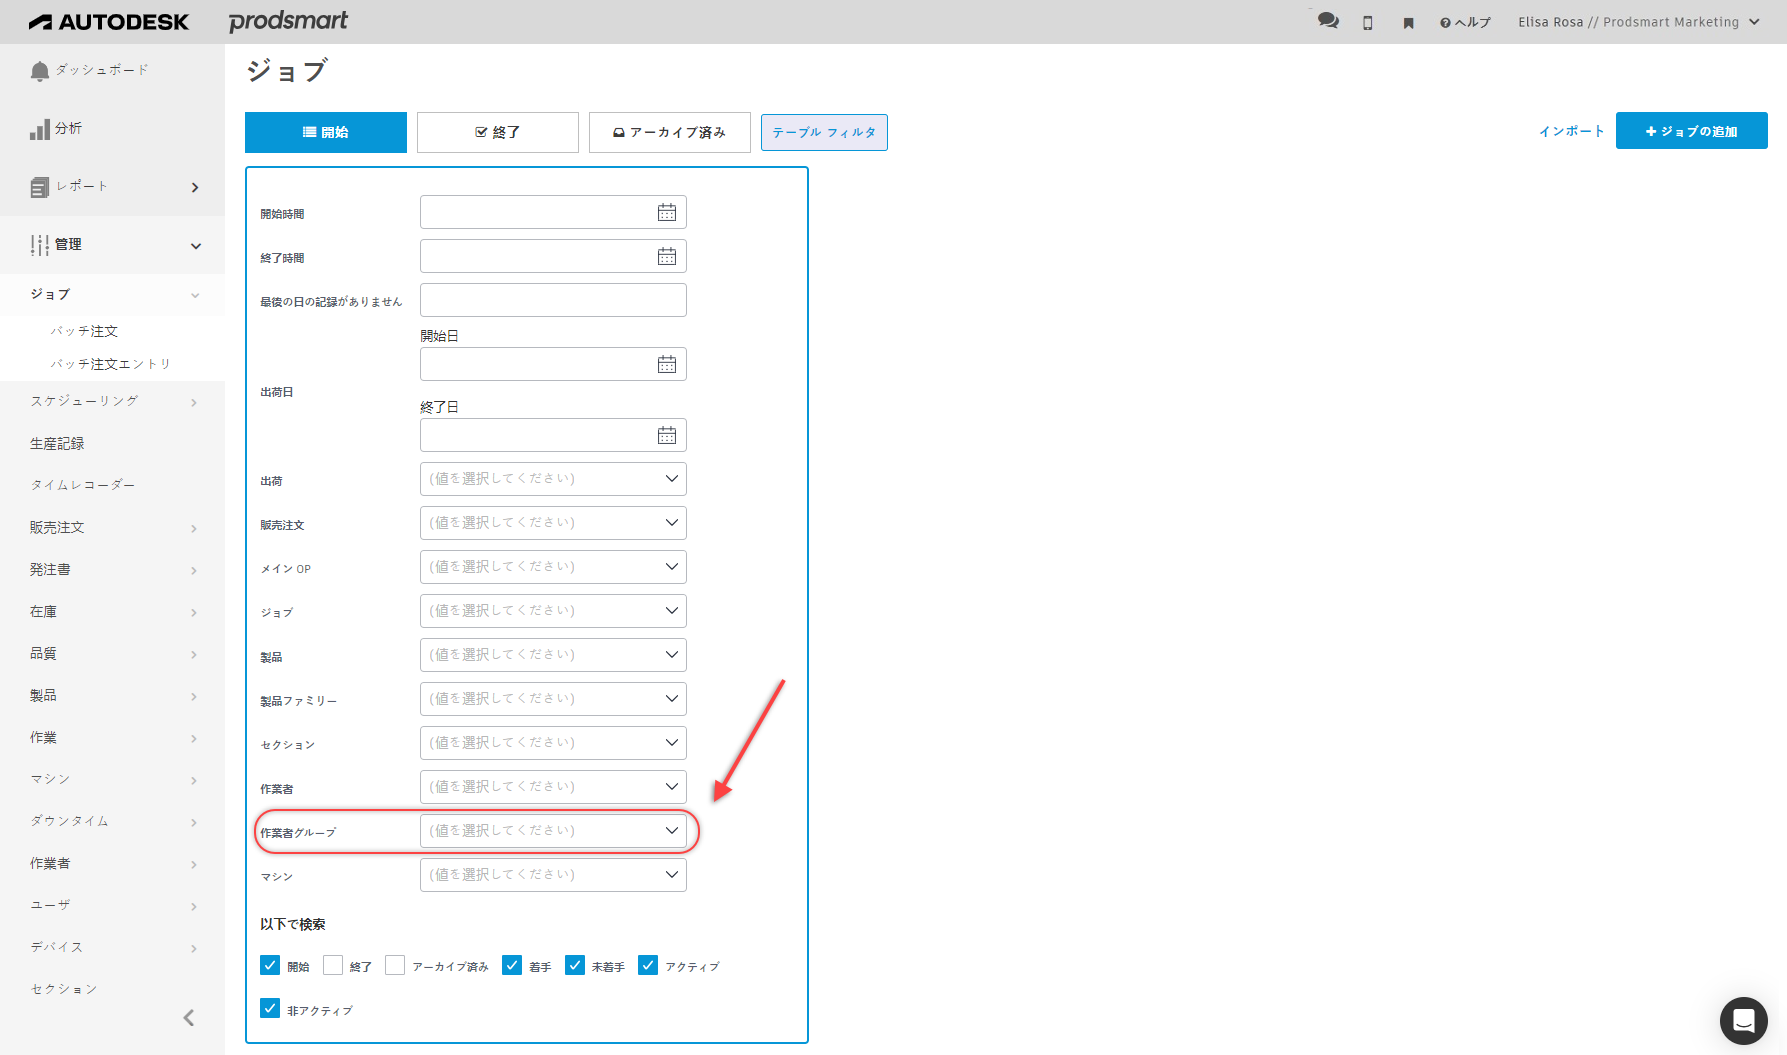 AUTODESK prodsmart
ヘルプ Elisa Rosa // Prodsmart Marketing
ダッシュボード
分析
レポート
管理
ジョブ
バッチ注文
バッチ注文エントリ
スケジューリング
生産記録
タイムレコーダー
販売注文
発注書
在庫
品質
製品
作業
マシン
ダウンタイム
作業者
ユーザ
デバイス
セクション
ジョブ
開始 終了 アーカイブ済み テーブル フィルタ インポート ジョブの追加
開始時間
終了時間
最後の日の記録がありません
開始日
出荷日
終了日
出荷 (値を選択してください)
販売注文 (値を選択してください)
メイン OP (値を選択してください)
ジョブ (値を選択してください)
製品 (値を選択してください)
製品ファミリー (値を選択してください)
セクション (値を選択してください)
作業者 (値を選択してください)
作業者グループ (値を選択してください)
マシン (値を選択してください)
以下で検索
開始 終了 アーカイブ済み 着手 未着手 アクティブ
非アクティブ